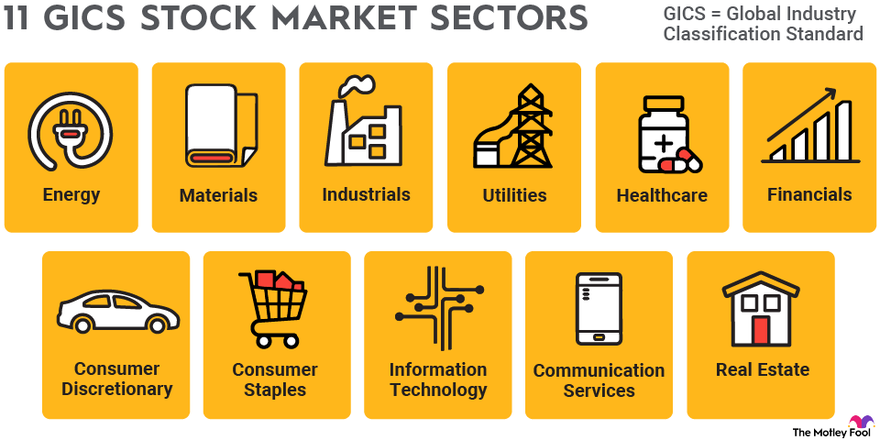 11 GICS STOCK MARKET SECTORS
GICS = Global Industry
Classification Standard
Energy
Materials
Industrials
Utilities
Healthcare
Financials
Consumer
Discretionary
Consumer
Staples
Information
Technology
Communication
Services
Real Estate
The Motley Fool